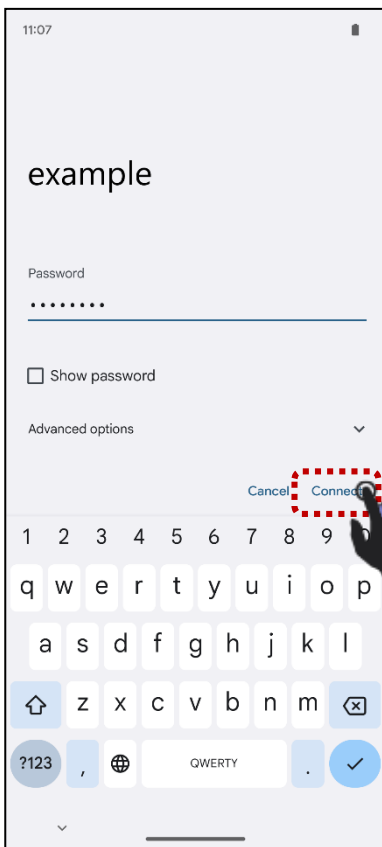 11:07
example
Password
••••••••
Show password
Advanced options
Cancel Connect
1 2 3 4 5 6 7 8 9
q w e r t y u i o p
a s d f g h j k l
z x c v b n m
?123 , QWERTY .